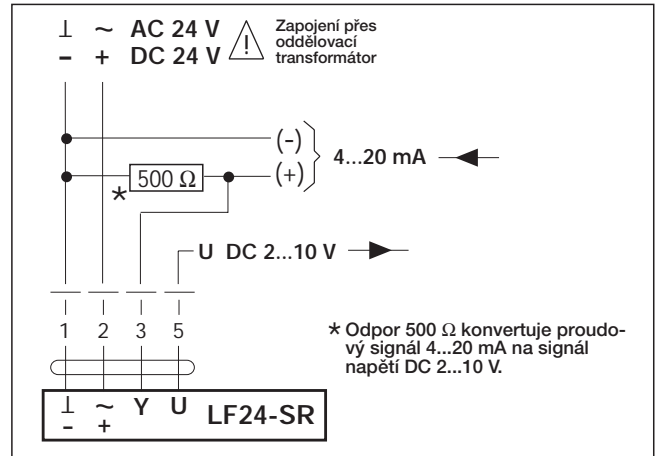 ⊥ ~ AC 24 V
– + DC 24 V
Zapojení přes
oddělovací
transformátor
(-)
4...20 mA
500 Ω
(+)
*
U DC 2...10 V
1 2 3 5
* Odpor 500 Ω konvertuje proudo-
vý signál 4...20 mA na signál
napětí DC 2...10 V.
⊥ ~ Y U LF24-SR
- +